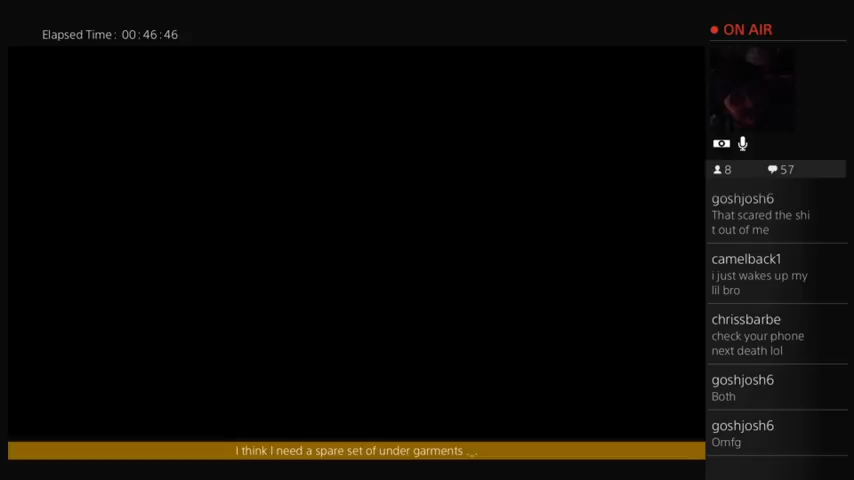 Elapsed Time: 00:46:46
ON AIR
8 57
goshjosh6
That scared the shi
t out of me
camelback1
i just wakes up my
lil bro
chrissbarbe
check your phone
next death lol
goshjosh6
Both
goshjosh6
Omfg
I think I need a spare set of under garments ._.